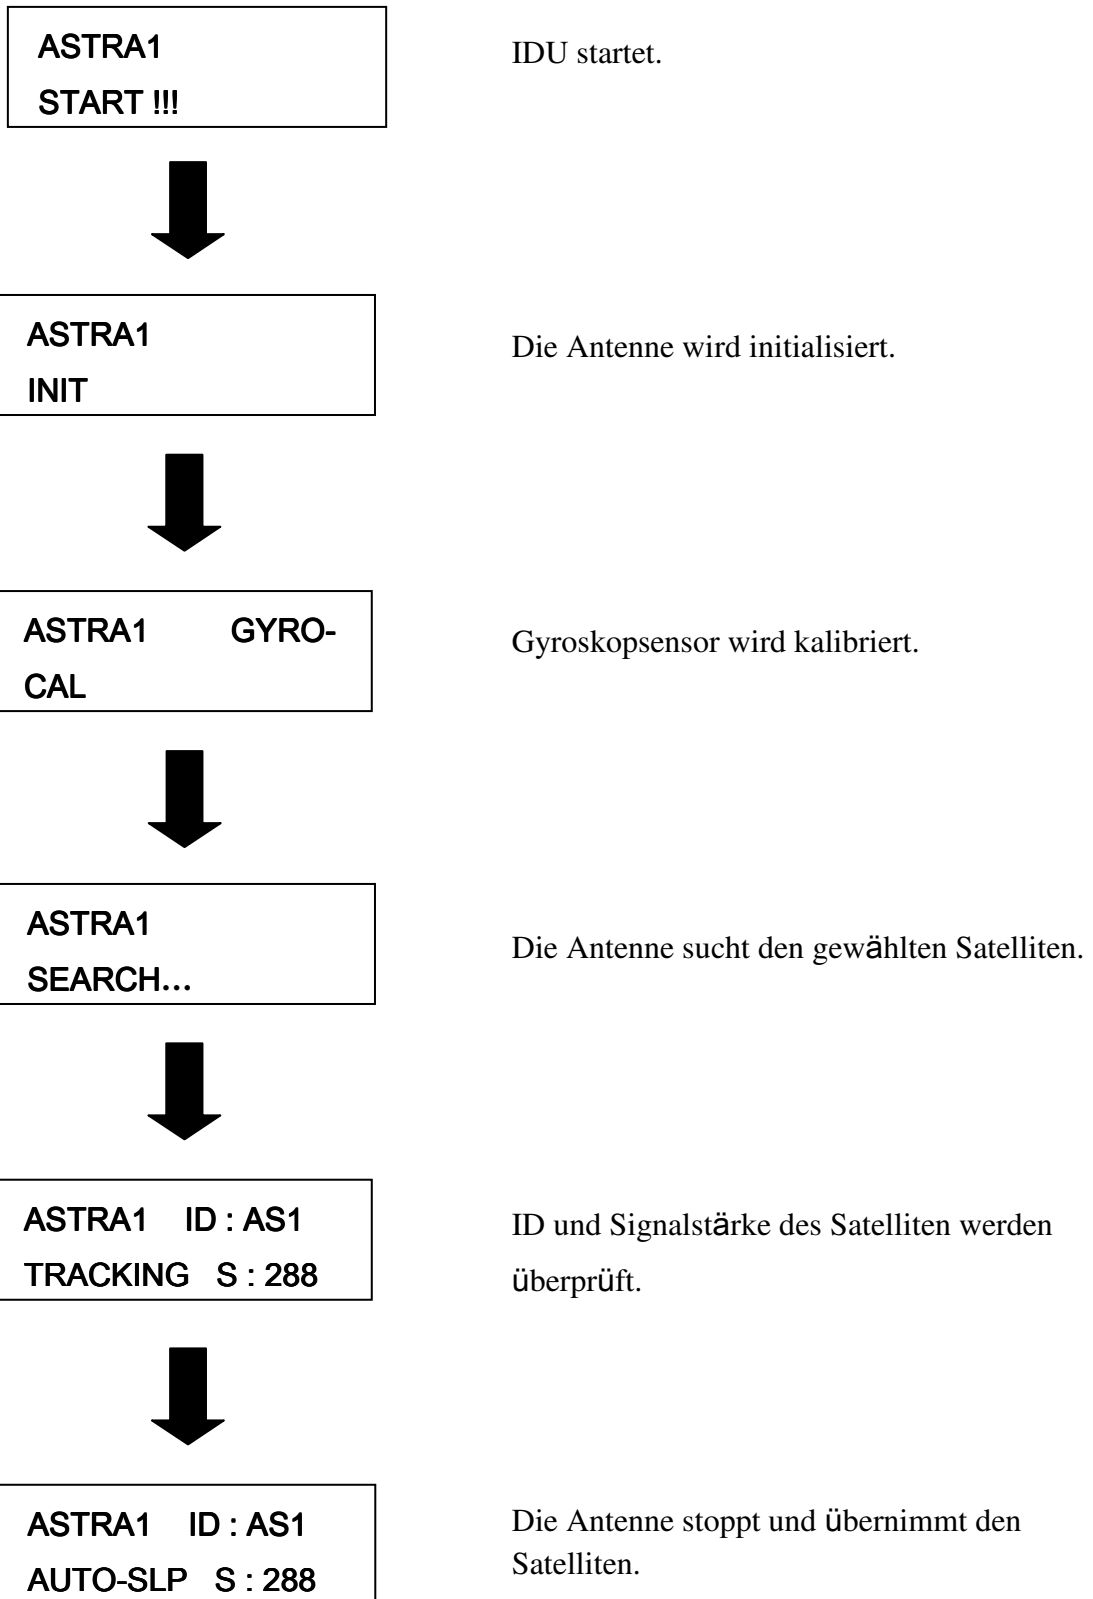 ASTRA1
START !!!
IDU startet.
ASTRA1
INIT
Die Antenne wird initialisiert.
ASTRA1 GYRO-
CAL
Gyroskopsensor wird kalibriert.
ASTRA1
SEARCH…
Die Antenne sucht den gewählten Satelliten.
ASTRA1 ID : AS1
TRACKING S : 288
ID und Signalstärke des Satelliten werden
überprüft.
ASTRA1 ID : AS1
AUTO-SLP S : 288
Die Antenne stoppt und übernimmt den
Satelliten.